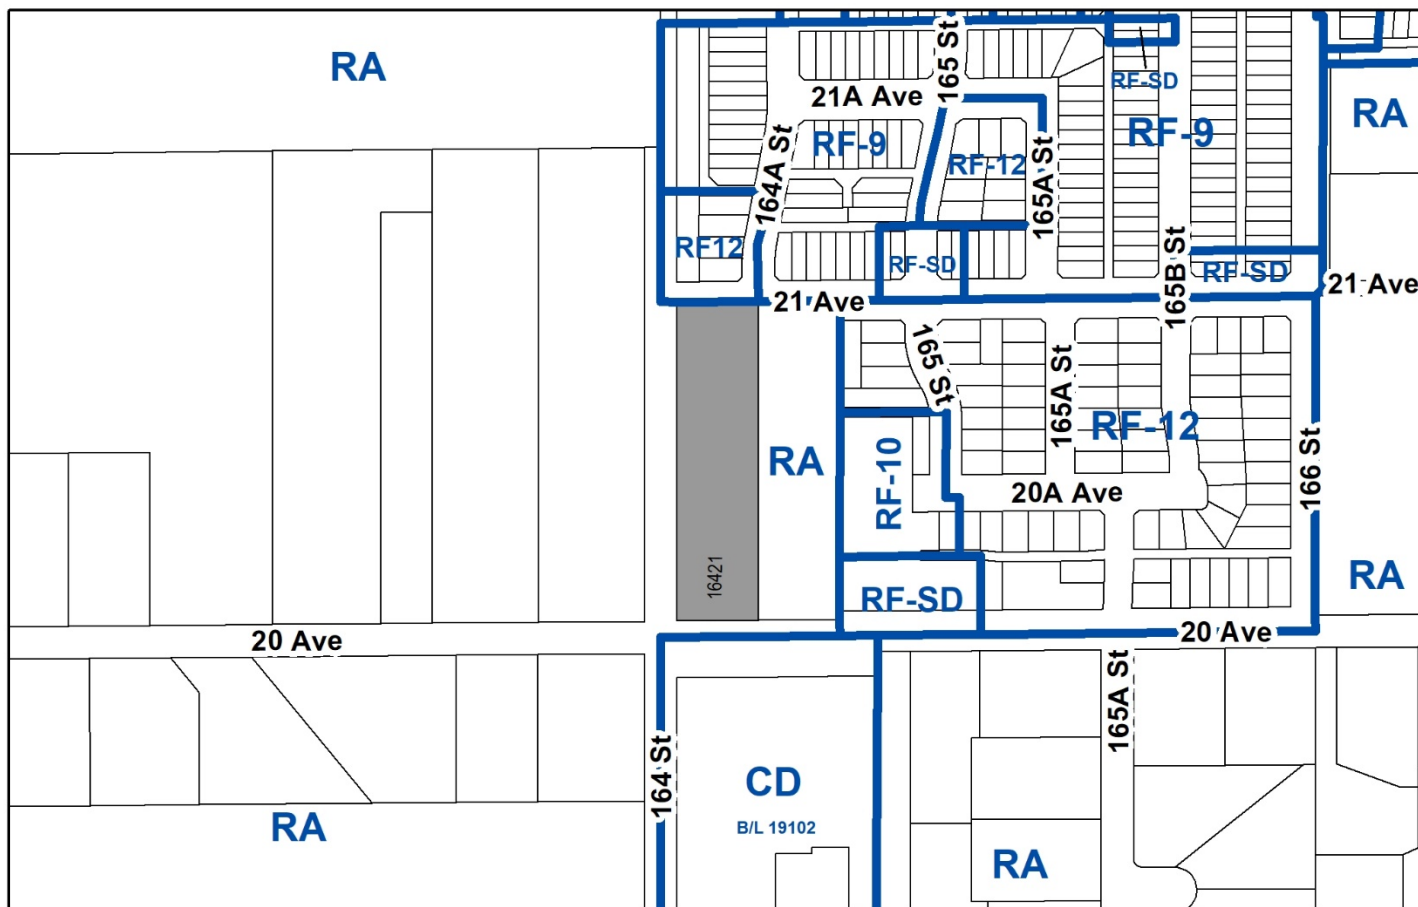 165 St
RA
RF-SD
21A Ave
RA
RF-9
RF-9
164A St
RF-12
165A St
RF12
RF-SD
165B St
RF-SD
21 Ave
21 Ave
165 St
165A St
RF-12
RA
RF-10
20A Ave
166 St
16421
RA
RF-SD
20 Ave
20 Ave
165A St
164 St
CD
B/L 19102
RA
RA